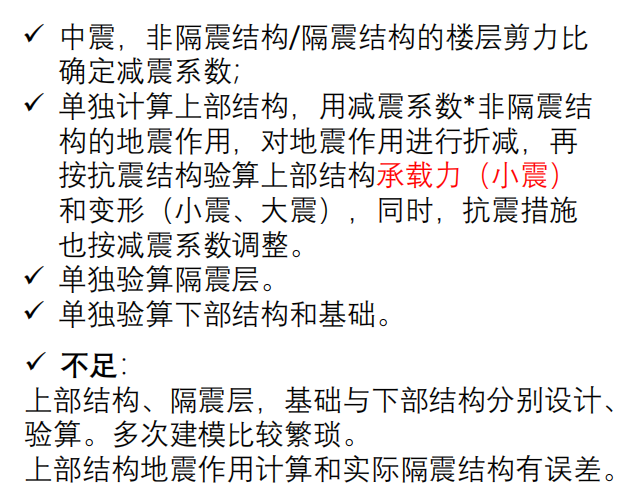 ✓ 中震，非隔震结构/隔震结构的楼层剪力比
确定减震系数;
✓ 单独计算上部结构，用减震系数*非隔震结
构的地震作用，对地震作用进行折减，再
按抗震结构验算上部结构承载力（小震）
和变形（小震、大震），同时，抗震措施
也按减震系数调整。
✓ 单独验算隔震层。
✓ 单独验算下部结构和基础。
✓ 不足：
上部结构、隔震层，基础与下部结构分别设计、
验算。多次建模比较繁琐。
上部结构地震作用计算和实际隔震结构有误差。